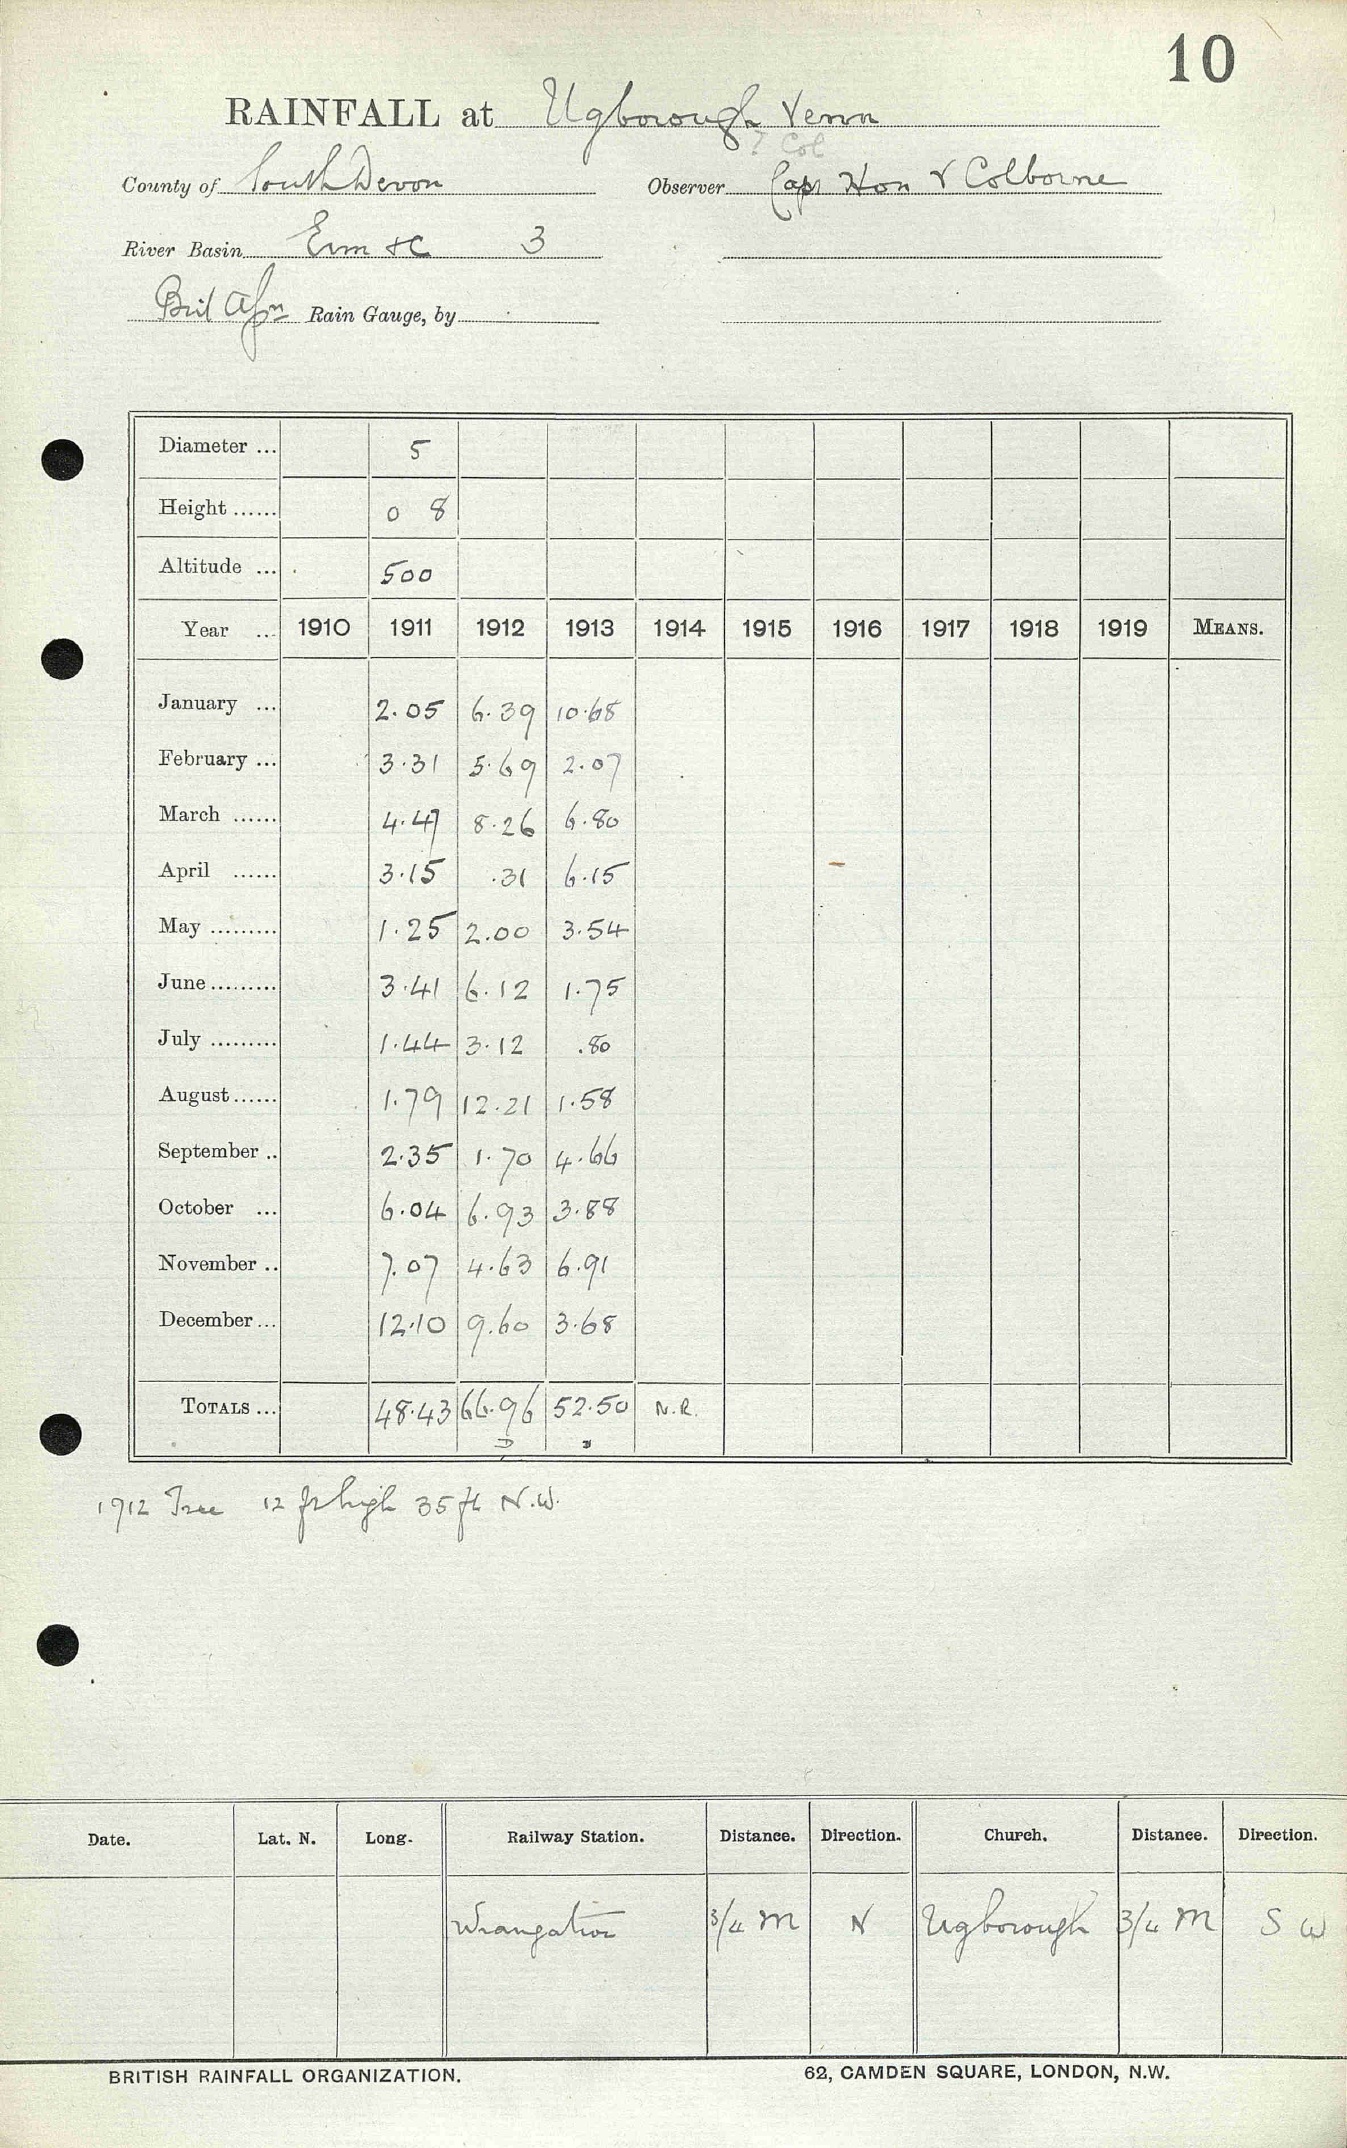 10
RAINFALL at Ugborough Venn
? Col
County of South Devon Observer Capt Hon V Colborne
River Basin Erm &c 3
Brit Assn Rain Gauge, by
Diameter ... 5
Height ...... 0 8
Altitude ... 500
Year ... 1910 1911 1912 1913 1914 1915 1916 1917 1918 1919 MEANS.
January ... 2.05 6.39 10.68
February ... 3.31 5.69 2.07
March ...... 4.47 8.26 6.80
April ...... 3.15 .31 6.15
May ......... 1.25 2.00 3.54
June ......... 3.41 6.12 1.75
July ......... 1.44 3.12 .80
August ...... 1.79 12.21 1.58
September .. 2.35 1.70 4.66
October ... 6.04 6.93 3.88
November .. 7.07 4.63 6.91
December ... 12.10 9.60 3.68
TOTALS ... 48.43 66.96 52.50 N.R.
1912 Tree 12 ft high 35 ft N.W.
Date. Lat. N. Long. Railway Station. Distance. Direction. Church. Distance. Direction.
Wrangaton 3/4 M N Ugborough 3/4 M S W
BRITISH RAINFALL ORGANIZATION. 62, CAMDEN SQUARE, LONDON, N.W.